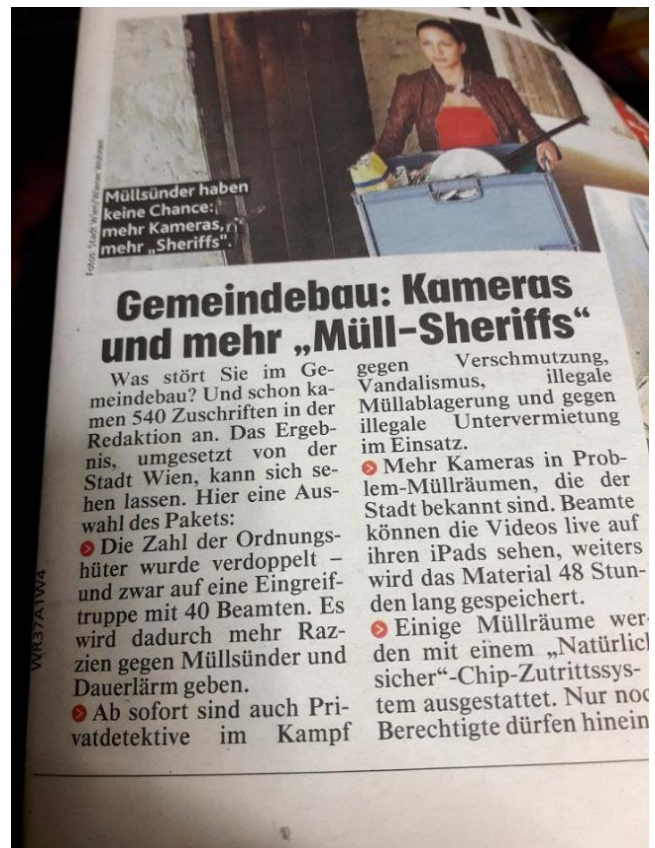 Fotos: Stadt Wien/Wiener Wohnen
Müllsünder haben
keine Chance:
mehr Kameras,
mehr „Sheriffs“.
Gemeindebau: Kameras
und mehr „Müll-Sheriffs“
Was stört Sie im Ge-
meindebau? Und schon ka-
men 540 Zuschriften in der
Redaktion an. Das Ergeb-
nis, umgesetzt von der
Stadt Wien, kann sich se-
hen lassen. Hier eine Aus-
wahl des Pakets:
Die Zahl der Ordnungs-
hüter wurde verdoppelt –
und zwar auf eine Eingreif-
truppe mit 40 Beamten. Es
wird dadurch mehr Raz-
zien gegen Müllsünder und
Dauerlärm geben.
Ab sofort sind auch Pri-
vatdetektive im Kampf
gegen Verschmutzung,
Vandalismus, illegale
Müllablagerung und gegen
illegale Untervermietung
im Einsatz.
Mehr Kameras in Prob-
lem-Müllräumen, die der
Stadt bekannt sind. Beamte
können die Videos live auf
ihren iPads sehen, weiters
wird das Material 48 Stun-
den lang gespeichert.
Einige Müllräume wer-
den mit einem „Natürlich
sicher“-Chip-Zutrittssys-
tem ausgestattet. Nur noc
Berechtigte dürfen hinein
WR37A1W4